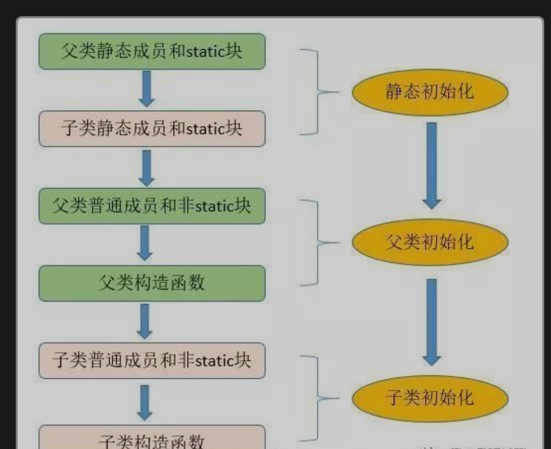 父类静态成员和static块
静态初始化
子类静态成员和static块
父类普通成员和非static块
父类初始化
父类构造函数
子类普通成员和非static块
子类初始化
子类构造函数